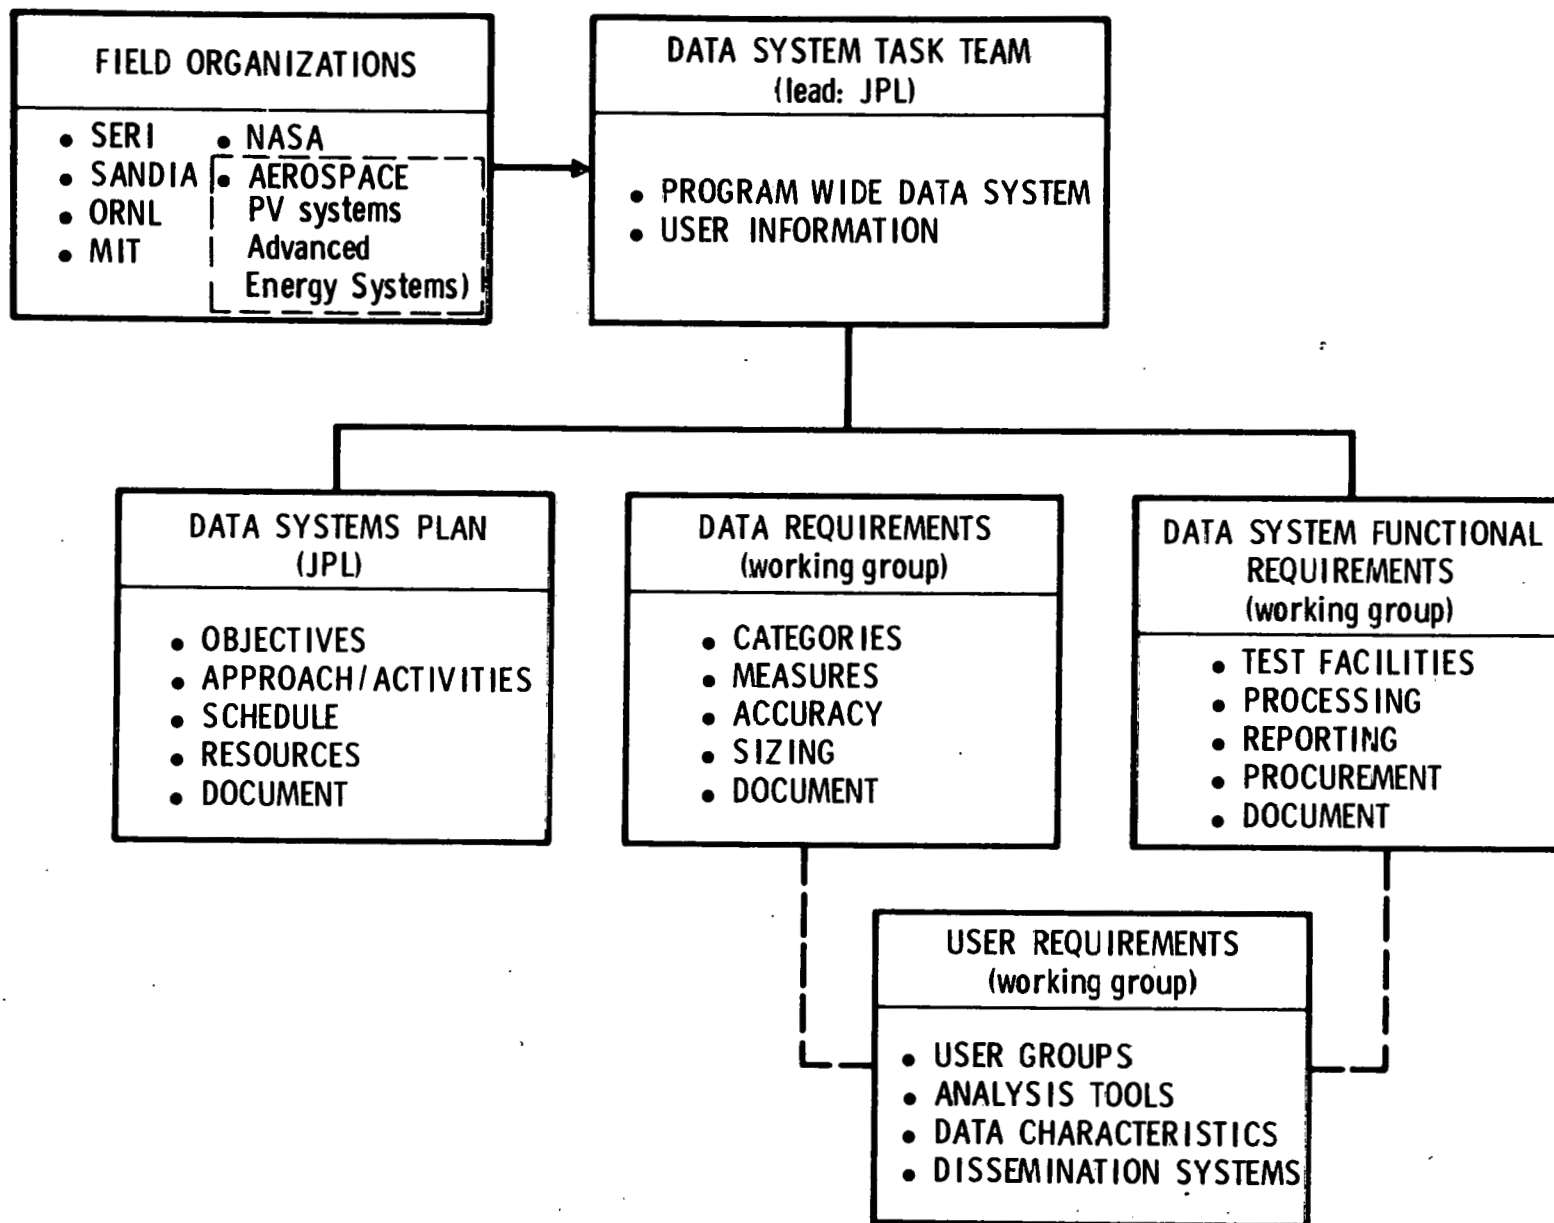 FIELD ORGANIZATIONS
• SERI
• SANDIA
• ORNL
• MIT
• NASA
• AEROSPACE
PV systems
Advanced
Energy Systems)
DATA SYSTEM TASK TEAM
(lead: JPL)
• PROGRAM WIDE DATA SYSTEM
• USER INFORMATION
DATA SYSTEMS PLAN
(JPL)
• OBJECTIVES
• APPROACH/ACTIVITIES
• SCHEDULE
• RESOURCES
• DOCUMENT
DATA REQUIREMENTS
(working group)
• CATEGORIES
• MEASURES
• ACCURACY
• SIZING
• DOCUMENT
DATA SYSTEM FUNCTIONAL
REQUIREMENTS
(working group)
• TEST FACILITIES
• PROCESSING
• REPORTING
• PROCUREMENT
• DOCUMENT
USER REQUIREMENTS
(working group)
• USER GROUPS
• ANALYSIS TOOLS
• DATA CHARACTERISTICS
• DISSEMINATION SYSTEMS